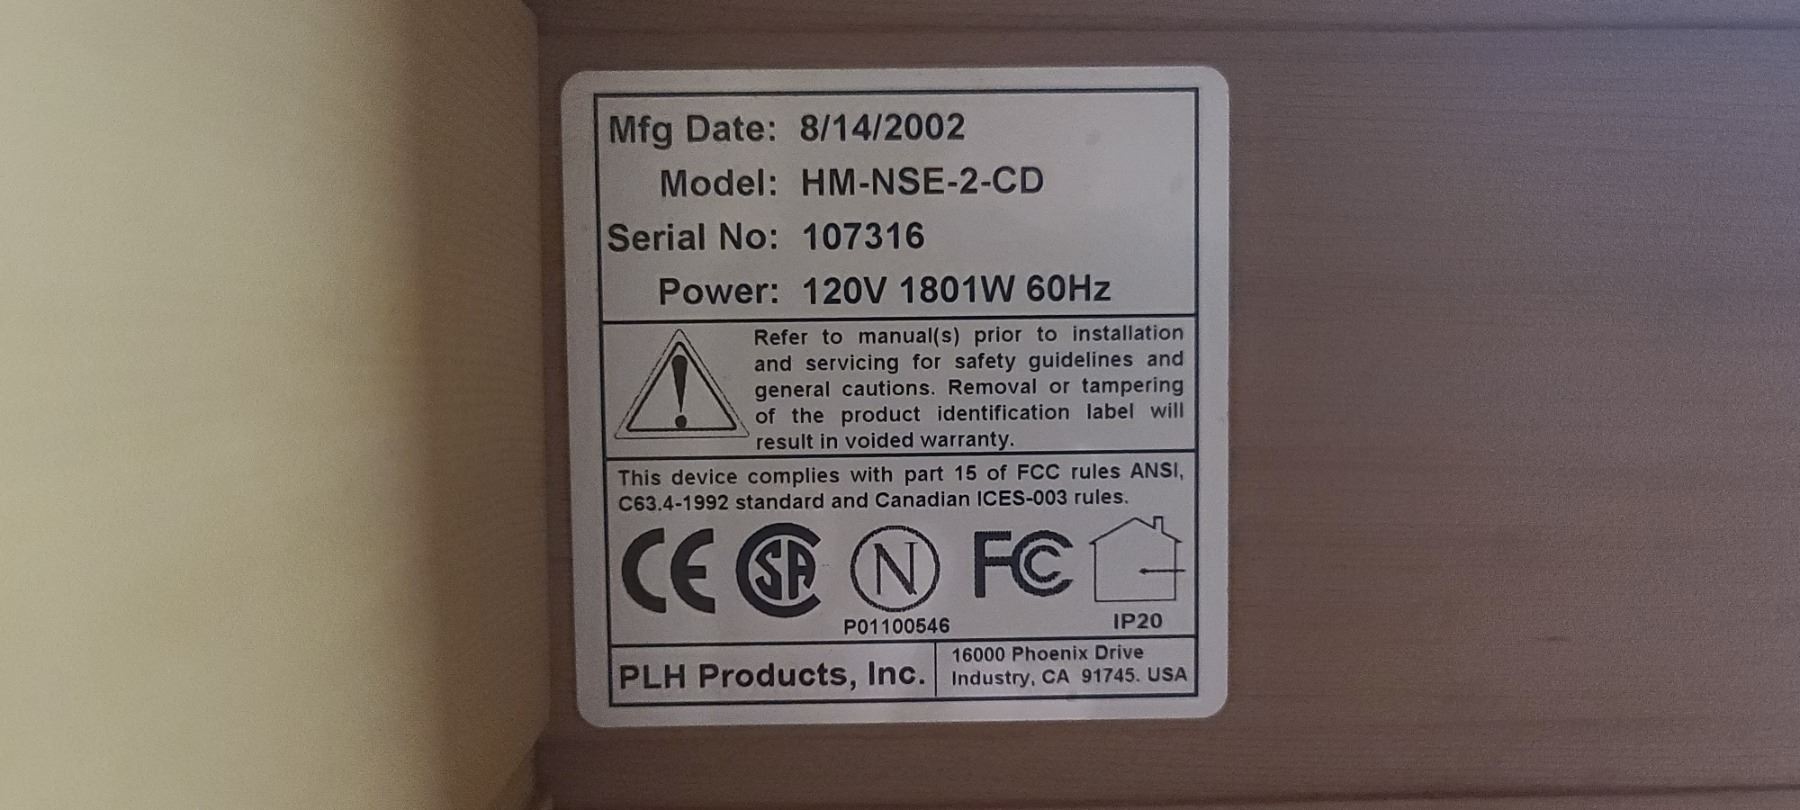 Mfg Date: 8/14/2002
Model: HM-NSE-2-CD
Serial No: 107316
Power: 120V 1801W 60Hz
Refer to manual(s) prior to installation
and servicing for safety guidelines and
general cautions. Removal or tampering
of the product identification label will
result in voided warranty.
This device complies with part 15 of FCC rules ANSI,
C63.4-1992 standard and Canadian ICES-003 rules.
CE SA N FC
P01100546 IP20
PLH Products, Inc.
16000 Phoenix Drive
Industry, CA 91745. USA